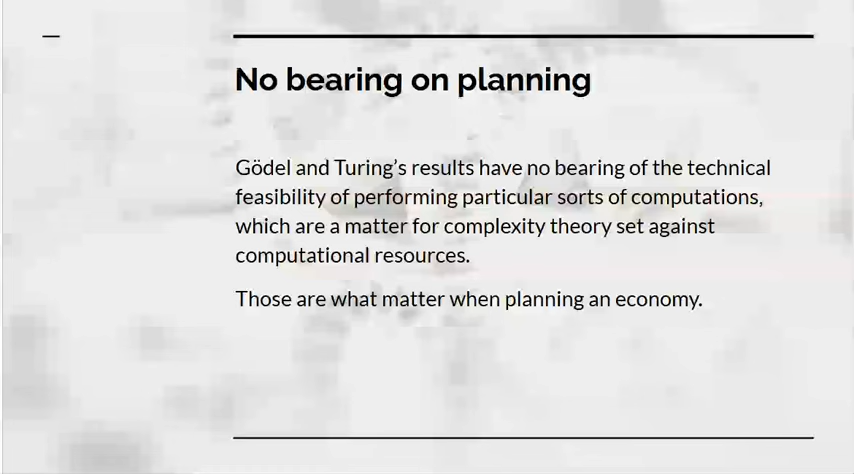 No bearing on planning
Gödel and Turing’s results have no bearing of the technical
feasibility of performing particular sorts of computations,
which are a matter for complexity theory set against
computational resources.
Those are what matter when planning an economy.